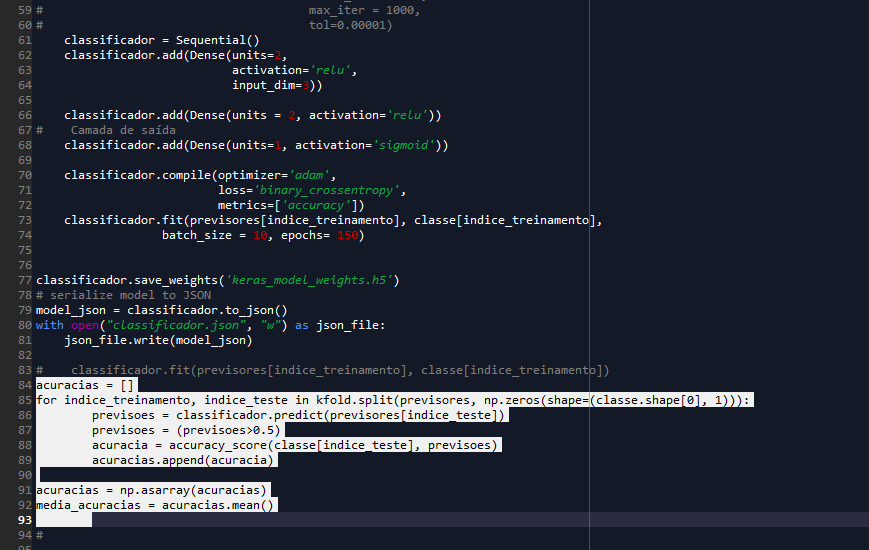 59 #                                      max_iter = 1000,
60 #                                      tol=0.00001)
61     classificador = Sequential()
62     classificador.add(Dense(units=2,
63                             activation='relu',
64                             input_dim=3))
65
66     classificador.add(Dense(units = 2, activation='relu'))
67 #    Camada de saída
68     classificador.add(Dense(units=1, activation='sigmoid'))
69
70     classificador.compile(optimizer='adam',
71                           loss='binary_crossentropy',
72                           metrics=['accuracy'])
73     classificador.fit(previsores[indice_treinamento], classe[indice_treinamento],
74                   batch_size = 10, epochs= 150)
75
76
77 classificador.save_weights('keras_model_weights.h5')
78 # serialize model to JSON
79 model_json = classificador.to_json()
80 with open("classificador.json", "w") as json_file:
81     json_file.write(model_json)
82
83 #    classificador.fit(previsores[indice_treinamento], classe[indice_treinamento])
84 acuracias = []
85 for indice_treinamento, indice_teste in kfold.split(previsores, np.zeros(shape=(classe.shape[0], 1))):
86         previsoes = classificador.predict(previsores[indice_teste])
87         previsoes = (previsoes>0.5)
88         acuracia = accuracy_score(classe[indice_teste], previsoes)
89         acuracias.append(acuracia)
90
91 acuracias = np.asarray(acuracias)
92 media_acuracias = acuracias.mean()
93
94 #